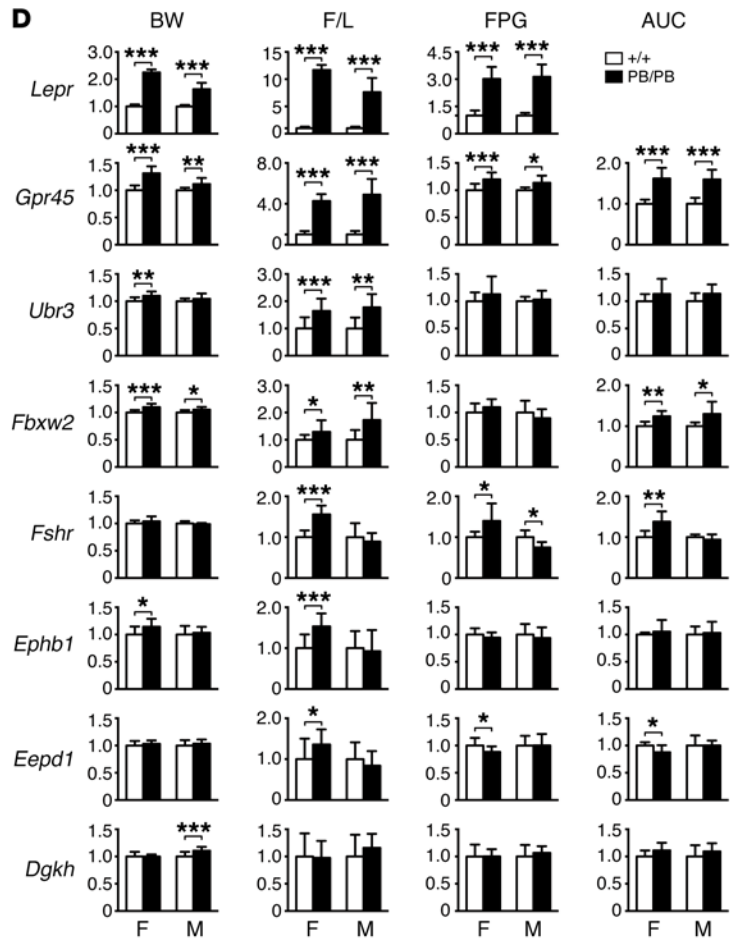 D BW F/L FPG AUC
+/+
PB/PB
Lepr
3.0 2.0 1.0 0 *** ***
15 10 5 0 *** ***
4.5 3.0 1.5 0 *** ***
Gpr45
1.5 1.0 0.5 0 *** **
8.0 4.0 0 *** ***
1.5 1.0 0.5 0 *** *
2.0 1.0 0 *** ***
Ubr3
1.5 1.0 0.5 0 **
3.0 2.0 1.0 0 *** **
1.5 1.0 0.5 0
1.5 1.0 0.5 0
Fbxw2
1.5 1.0 0.5 0 *** *
3.0 2.0 1.0 0 * **
1.5 1.0 0.5 0
2.0 1.0 0 ** *
Fshr
1.5 1.0 0.5 0
2.0 1.0 0 ***
2.0 1.0 0 * *
2.0 1.0 0 **
Ephb1
1.5 1.0 0.5 0 *
2.0 1.0 0 ***
1.5 1.0 0.5 0
1.5 1.0 0.5 0
Eepd1
1.5 1.0 0.5 0
2.0 1.0 0 *
1.5 1.0 0.5 0 *
1.5 1.0 0.5 0 *
Dgkh
1.5 1.0 0.5 0 ***
1.5 1.0 0.5 0
1.5 1.0 0.5 0
1.5 1.0 0.5 0
F M F M F M F M